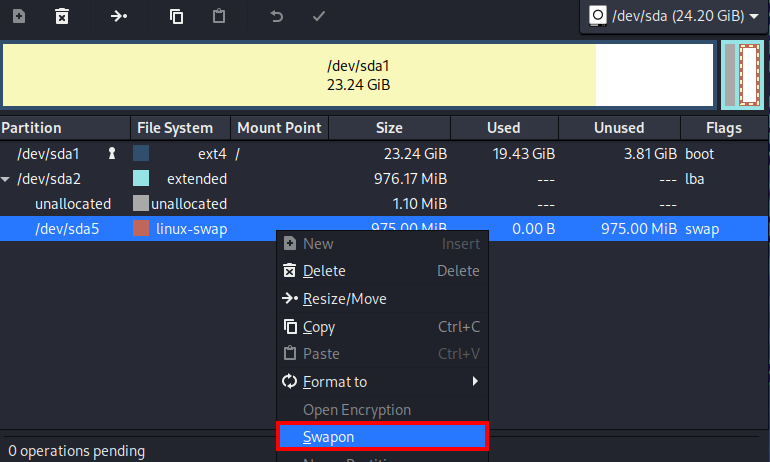 /dev/sda (24.20 GiB)
/dev/sda1
23.24 GiB
Partition File System Mount Point Size Used Unused Flags
/dev/sda1 ext4 / 23.24 GiB 19.43 GiB 3.81 GiB boot
/dev/sda2 extended 976.17 MiB --- --- lba
unallocated unallocated 1.10 MiB --- ---
/dev/sda5 linux-swap 975.00 MiB 0.00 B 975.00 MiB swap
New Insert
Delete Delete
Resize/Move
Copy Ctrl+C
Paste Ctrl+V
Format to
Open Encryption
Swapon
0 operations pending